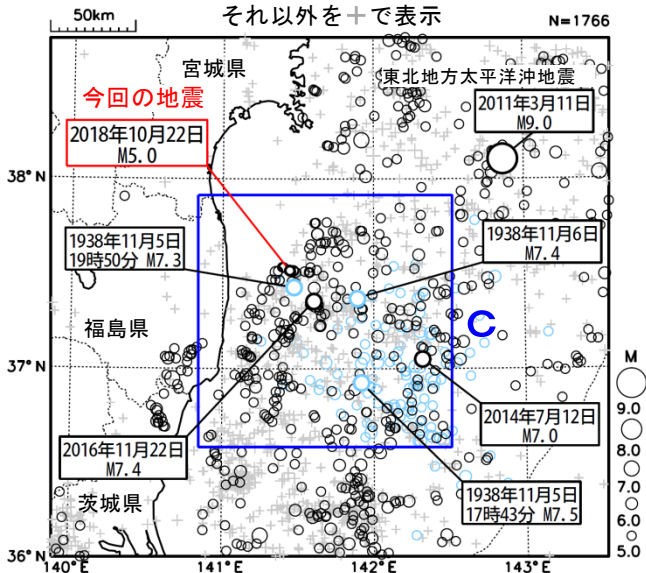 50km
それ以外を＋で表示
N=1766
宮城県
東北地方太平洋沖地震
今回の地震
2011年3月11日
M9.0
2018年10月22日
M5.0
38°N
1938年11月5日
19時50分 M7.3
1938年11月6日
M7.4
C
福島県
37°N
M
9.0
8.0
7.0
6.0
5.0
2014年7月12日
M7.0
2016年11月22日
M7.4
1938年11月5日
17時43分 M7.5
茨城県
36°N
140°E
141°E
142°E
143°E